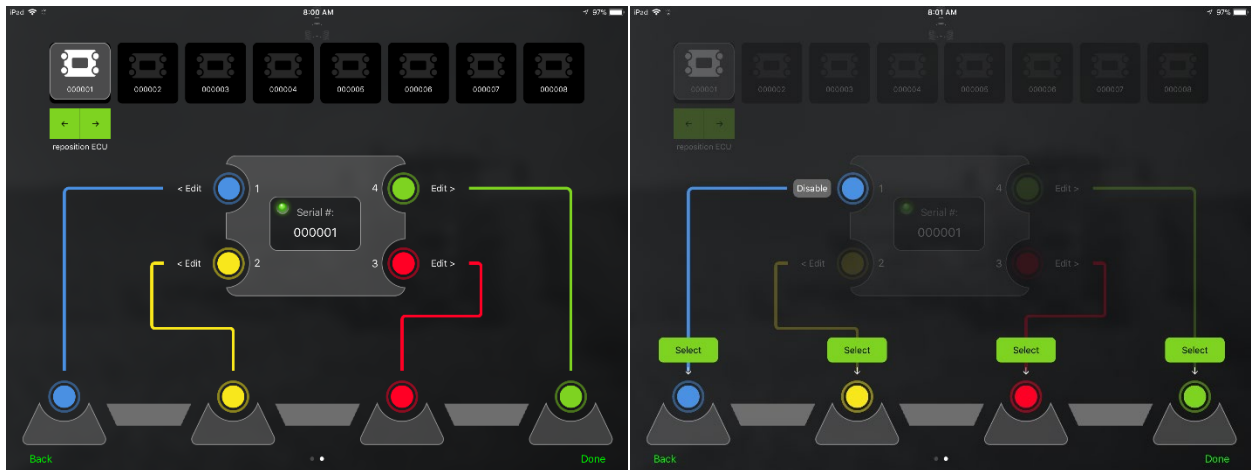 iPad 8:00 AM 97%
000001 000002 000003 000004 000005 000006 000007 000008
← →
reposition ECU
< Edit 1 4 Edit >
Serial #:
000001
< Edit 2 3 Edit >
Back Done
iPad 8:01 AM 97%
000001 000002 000003 000004 000005 000006 000007 000008
← →
reposition ECU
Disable 1 4 Edit >
Serial #:
000001
< Edit 2 3 Edit >
Select Select Select Select
Back Done